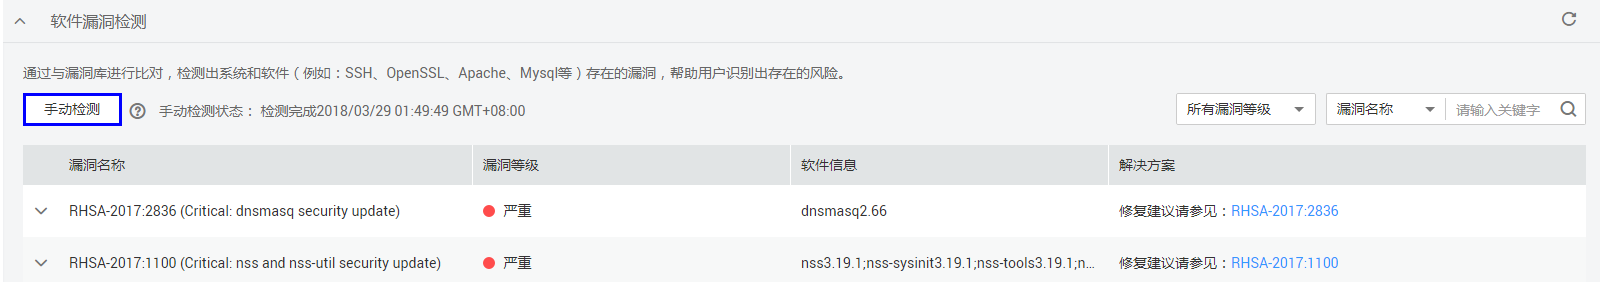 软件漏洞检测
通过与漏洞库进行比对，检测出系统和软件（例如：SSH、OpenSSL、Apache、Mysql等）存在的漏洞，帮助用户识别出存在的风险。
手动检测 ? 手动检测状态： 检测完成2018/03/29 01:49:49 GMT+08:00 所有漏洞等级 漏洞名称 请输入关键字
漏洞名称 漏洞等级 软件信息 解决方案
RHSA-2017:2836 (Critical: dnsmasq security update) 严重 dnsmasq2.66 修复建议请参见：RHSA-2017:2836
RHSA-2017:1100 (Critical: nss and nss-util security update) 严重 nss3.19.1;nss-sysinit3.19.1;nss-tools3.19.1;n... 修复建议请参见：RHSA-2017:1100